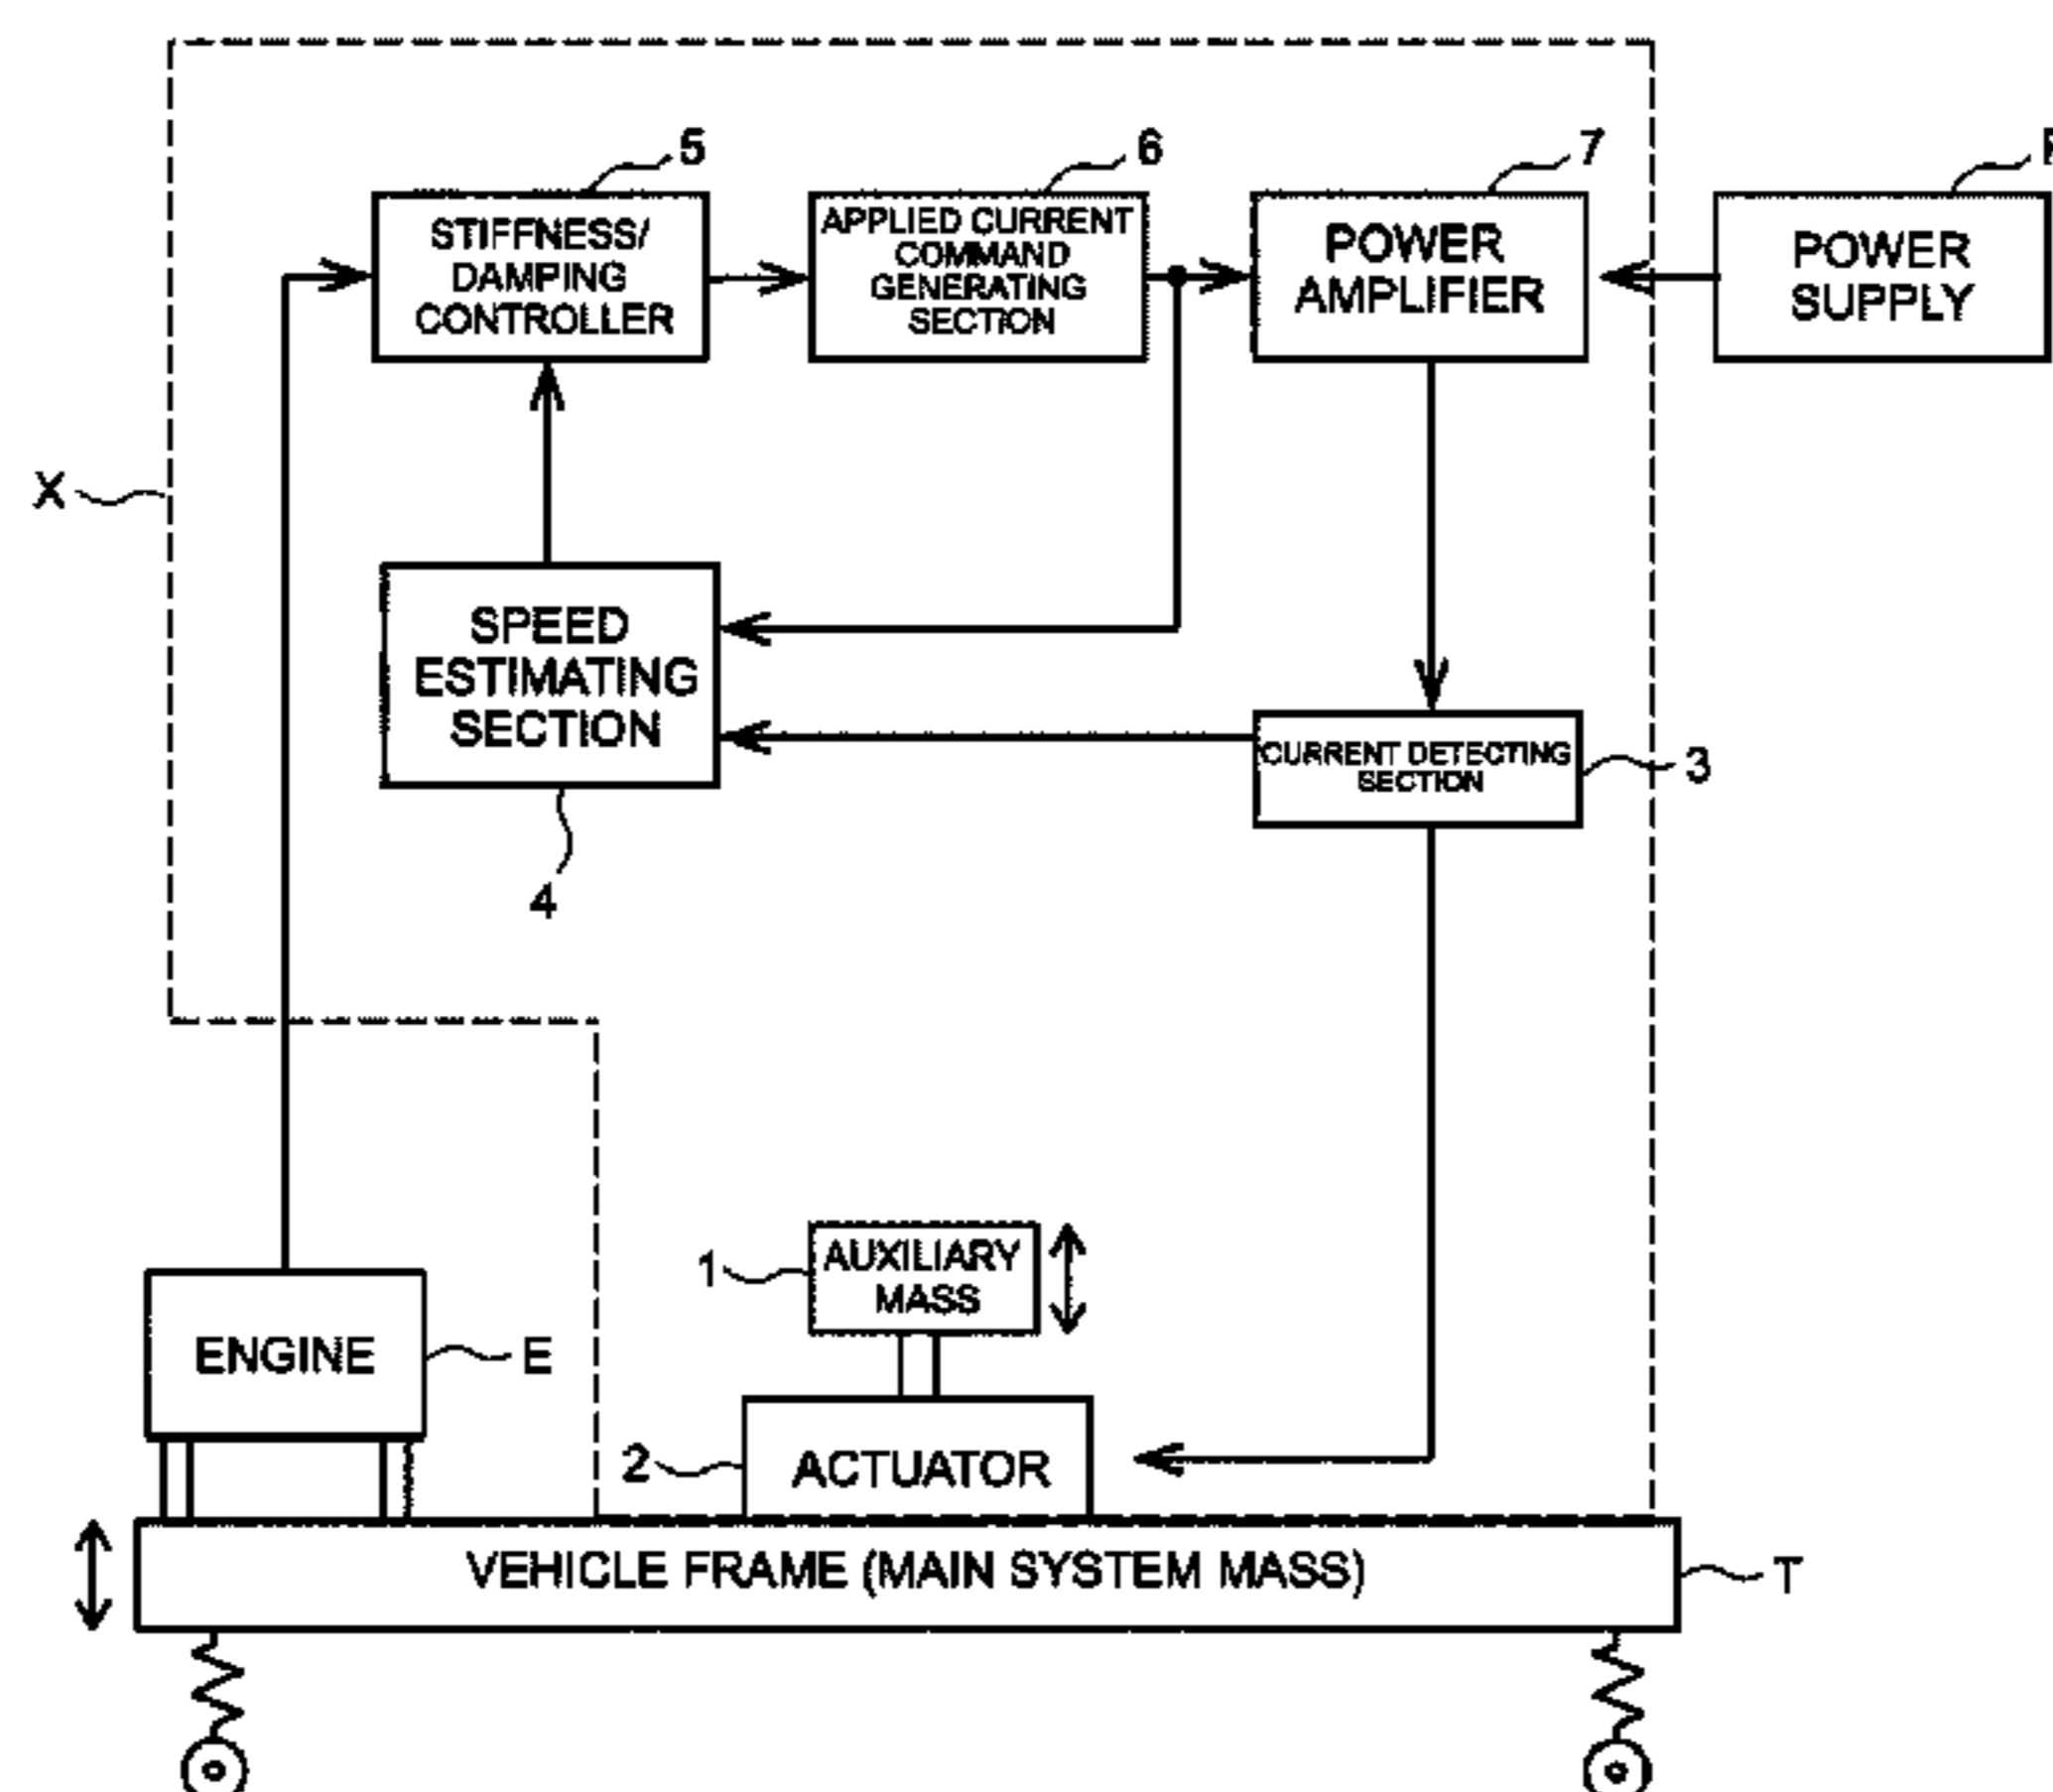 5
6
7
STIFFNESS/
DAMPING
CONTROLLER
APPLIED CURRENT
COMMAND
GENERATING
SECTION
POWER
AMPLIFIER
POWER
SUPPLY
X
SPEED
ESTIMATING
SECTION
CURRENT DETECTING
SECTION
3
4
1
AUXILIARY
MASS
ENGINE
E
2
ACTUATOR
VEHICLE FRAME (MAIN SYSTEM MASS)
T